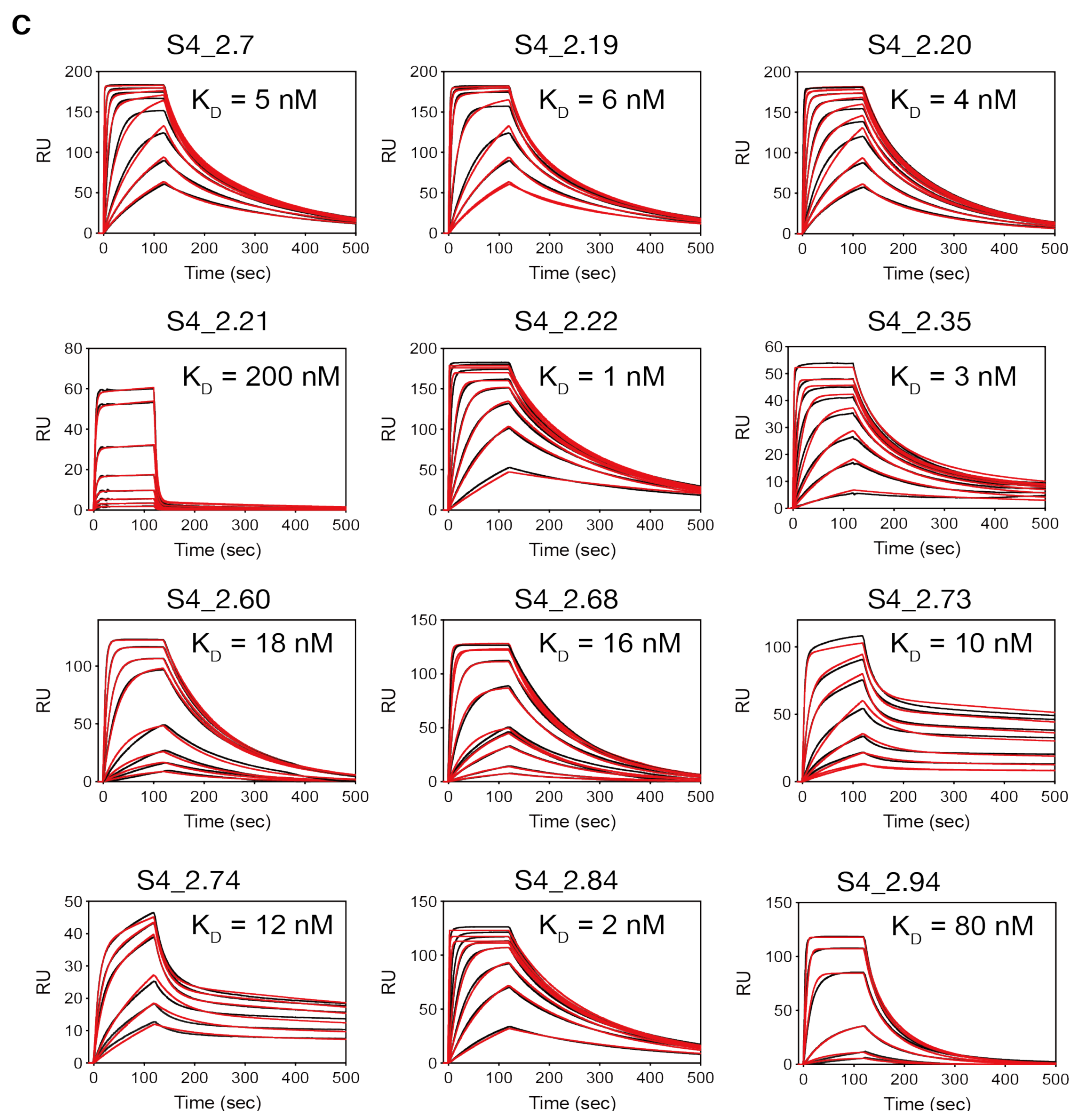 C
S4_2.7
S4_2.19
S4_2.20
200
150
100
50
0
RU
K_D = 5 nM
0 100 200 300 400 500
Time (sec)
200
150
100
50
0
RU
K_D = 6 nM
0 100 200 300 400 500
Time (sec)
200
150
100
50
0
RU
K_D = 4 nM
0 100 200 300 400 500
Time (sec)
S4_2.21
S4_2.22
S4_2.35
80
60
40
20
0
RU
K_D = 200 nM
0 100 200 300 400 500
Time (sec)
200
150
100
50
0
RU
K_D = 1 nM
0 100 200 300 400 500
Time (sec)
60
50
40
30
20
10
0
RU
K_D = 3 nM
0 100 200 300 400 500
Time (sec)
S4_2.60
S4_2.68
S4_2.73
100
50
0
RU
K_D = 18 nM
0 100 200 300 400 500
Time (sec)
150
100
50
0
RU
K_D = 16 nM
0 100 200 300 400 500
Time (sec)
100
50
0
RU
K_D = 10 nM
0 100 200 300 400 500
Time (sec)
S4_2.74
S4_2.84
S4_2.94
50
40
30
20
10
0
RU
K_D = 12 nM
0 100 200 300 400 500
Time (sec)
150
100
50
0
RU
K_D = 2 nM
0 100 200 300 400 500
Time (sec)
150
100
50
0
RU
K_D = 80 nM
0 100 200 300 400 500
Time (sec)